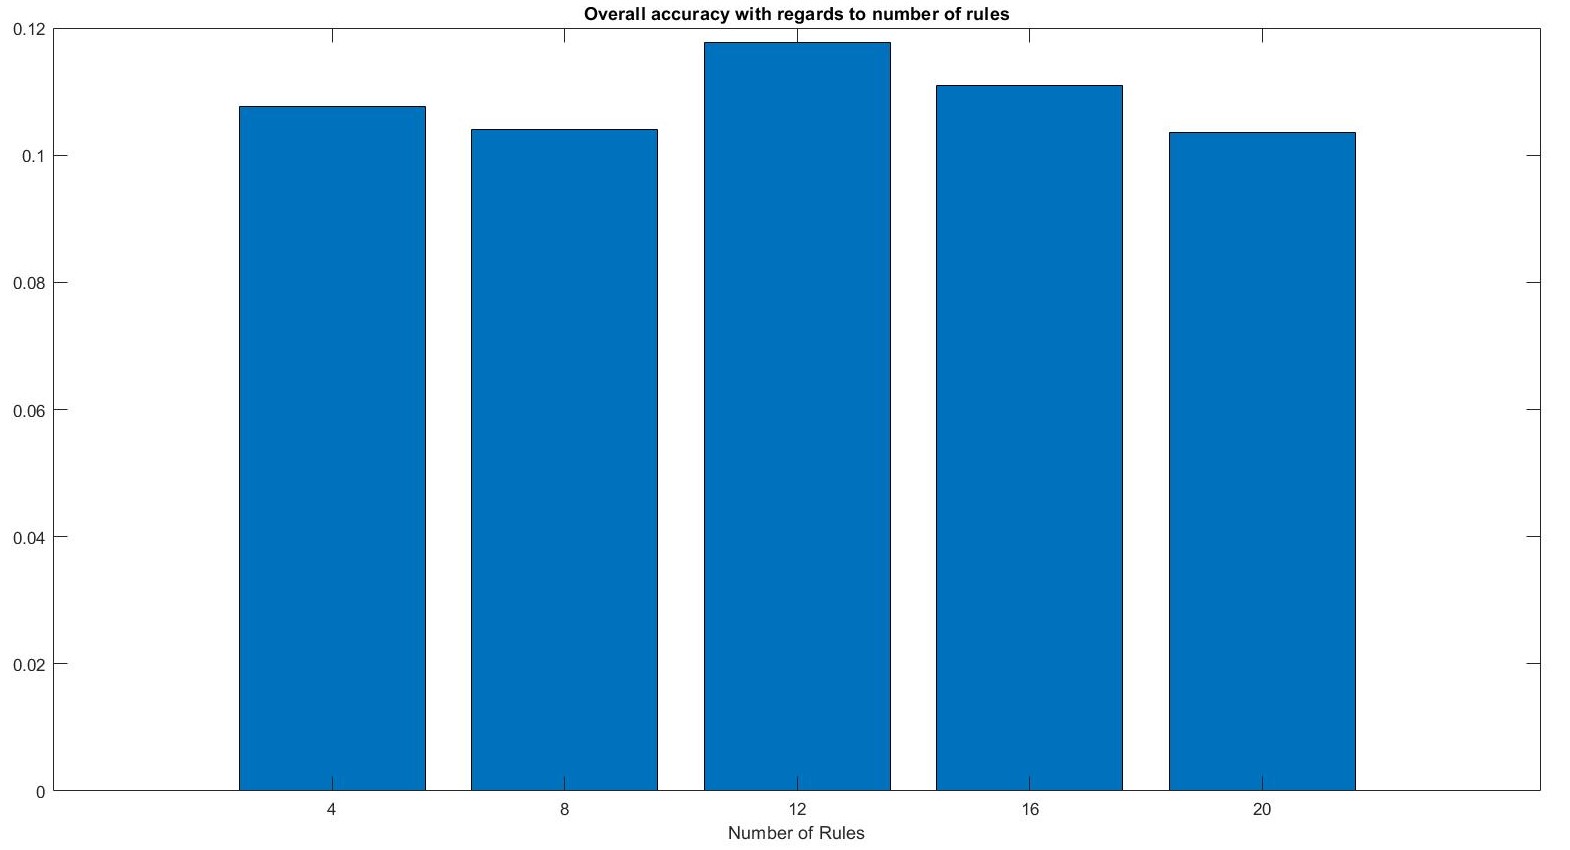 Overall accuracy with regards to number of rules
0.12
0.1
0.08
0.06
0.04
0.02
0
4 8 12 16 20
Number of Rules